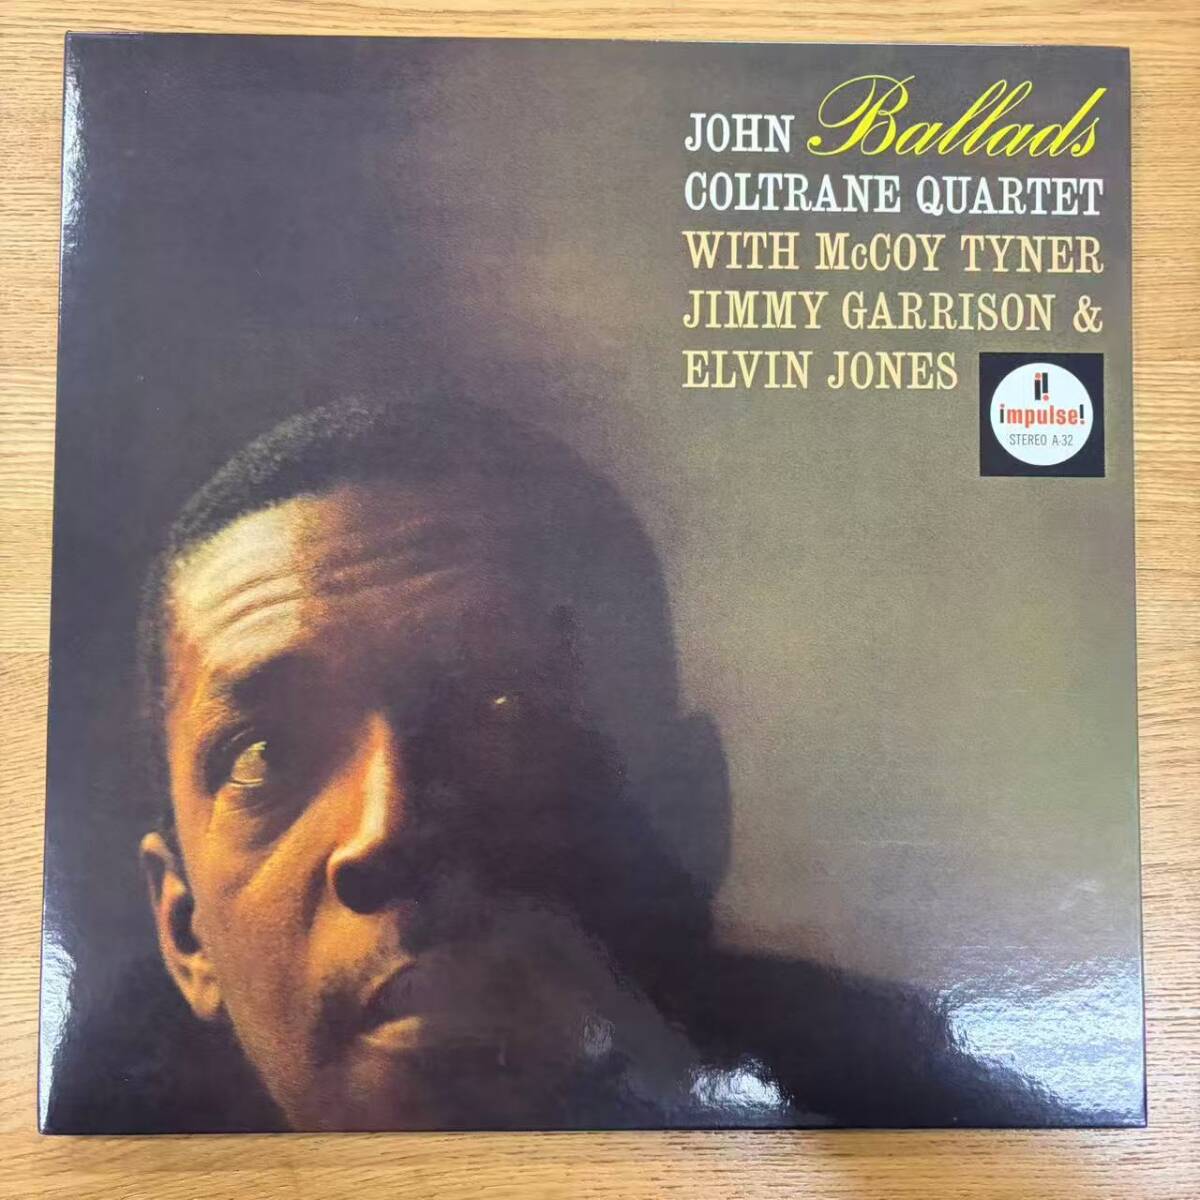 JOHN Ballads
COLTRANE QUARTET
WITH McCOY TYNER
JIMMY GARRISON &
ELVIN JONES
i!
impulse!
STEREO A-32